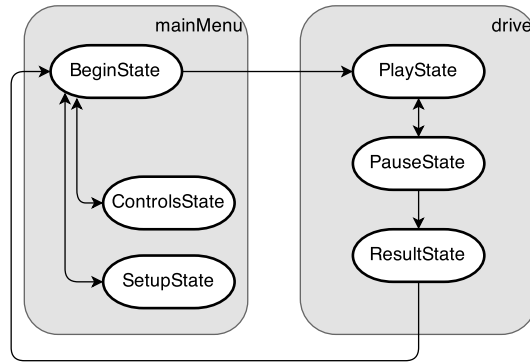 mainMenu
BeginState
ControlsState
SetupState
drive
PlayState
PauseState
ResultState